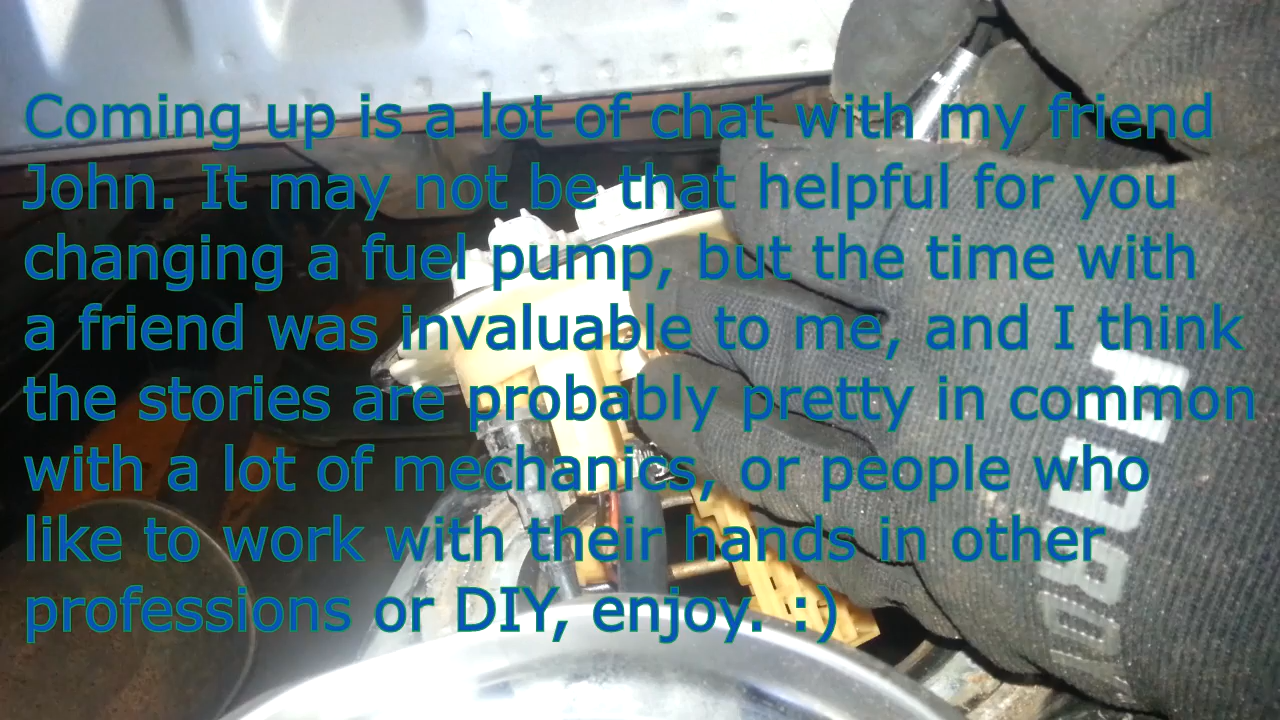 Coming up is a lot of chat with my friend
John. It may not be that helpful for you
changing a fuel pump, but the time with
a friend was invaluable to me, and I think
the stories are probably pretty in common
with a lot of mechanics, or people who
like to work with their hands in other
professions or DIY, enjoy. :)